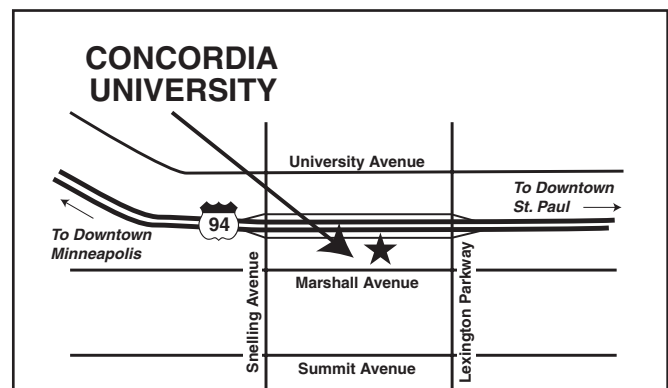 CONCORDIA
UNIVERSITY
University Avenue
To Downtown
St. Paul
94
To Downtown
Minneapolis
Snelling Avenue
Marshall Avenue
Lexington Parkway
Summit Avenue